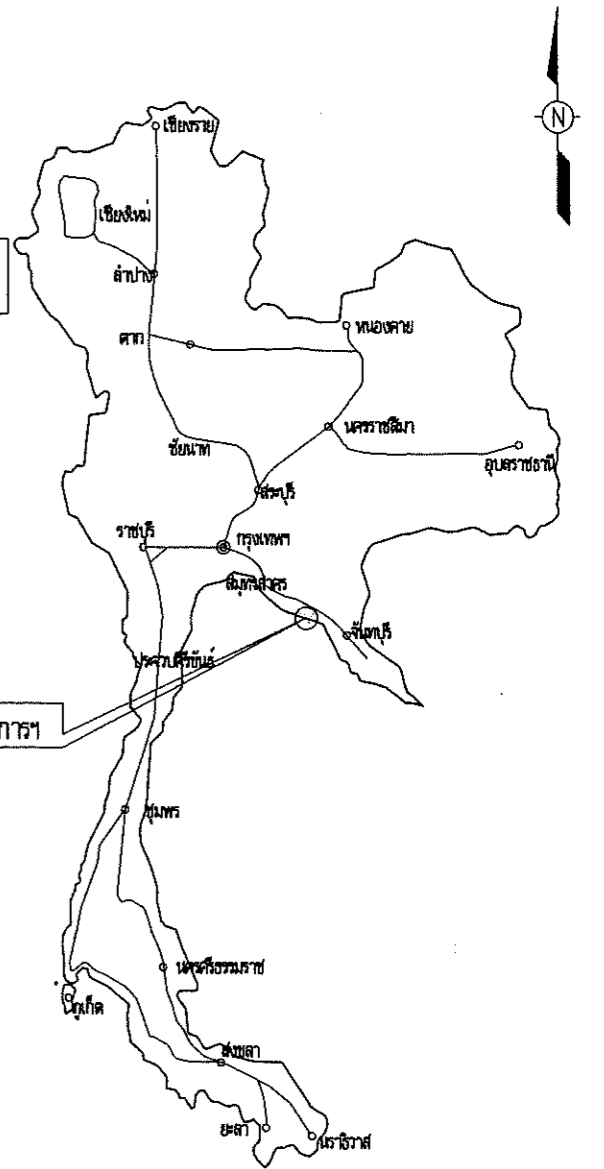 N
เชียงราย
เชียงใหม่
ลำปาง
หนองคาย
ตาก
นครราชสีมา
ชัยนาท
อุบลราชธานี
สระบุรี
ราชบุรี
กรุงเทพฯ
สมุทรสาคร
จันทบุรี
ประจวบคีรีขันธ์
การฯ
ชุมพร
นครศรีธรรมราช
ภูเก็ต
สงขลา
ยะลา
นราธิวาส